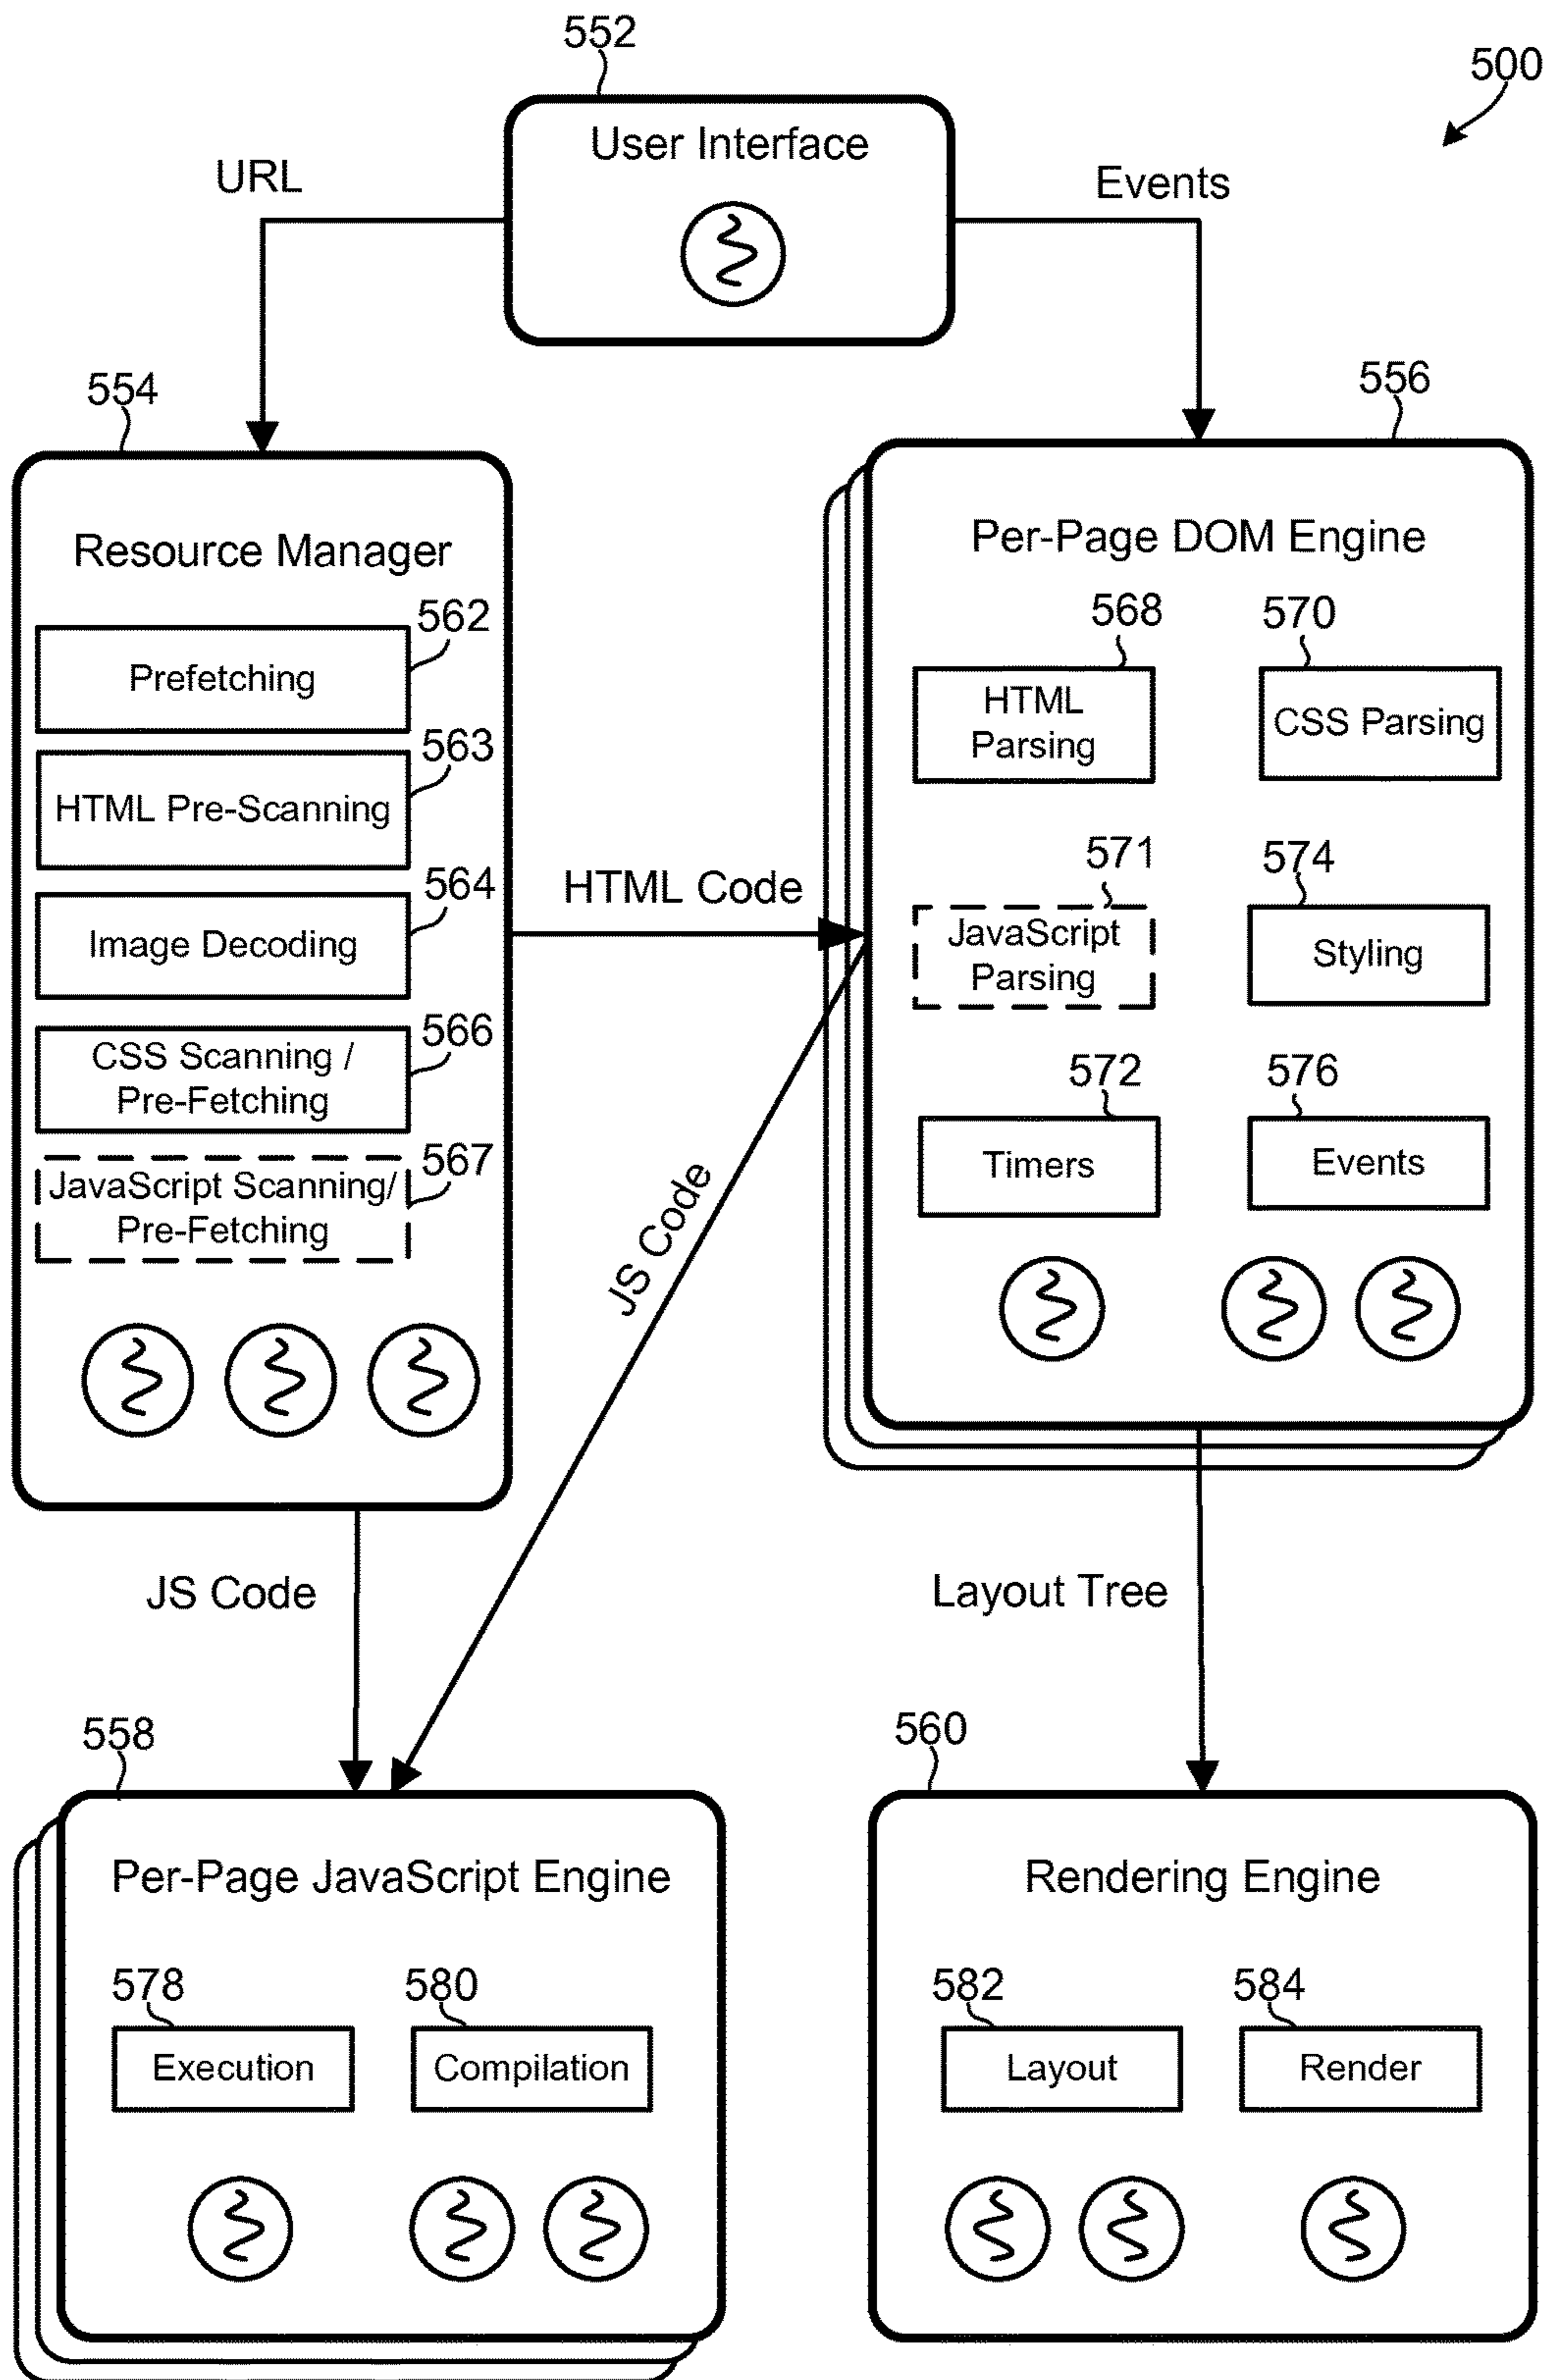 552
500
User Interface
URL
Events
554
556
Resource Manager
562
Prefetching
563
HTML Pre-Scanning
564
Image Decoding
566
CSS Scanning /
Pre-Fetching
567
JavaScript Scanning/
Pre-Fetching
HTML Code
Per-Page DOM Engine
568
570
HTML
Parsing
CSS Parsing
571
574
JavaScript
Parsing
Styling
572
576
Timers
Events
JS Code
JS Code
Layout Tree
558
560
Per-Page JavaScript Engine
578
580
Execution
Compilation
Rendering Engine
582
584
Layout
Render